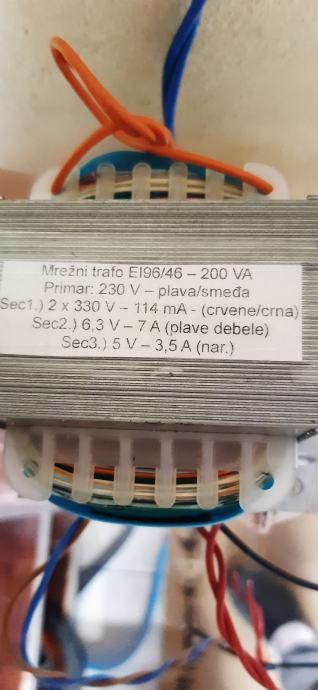 Mrežni trafo EI96/46 – 200 VA
Primar: 230 V – plava/smeđa
Sec1.) 2 x 330 V – 114 mA - (crvene/crna)
Sec2.) 6,3 V – 7 A (plave debele)
Sec3.) 5 V – 3,5 A (nar.)